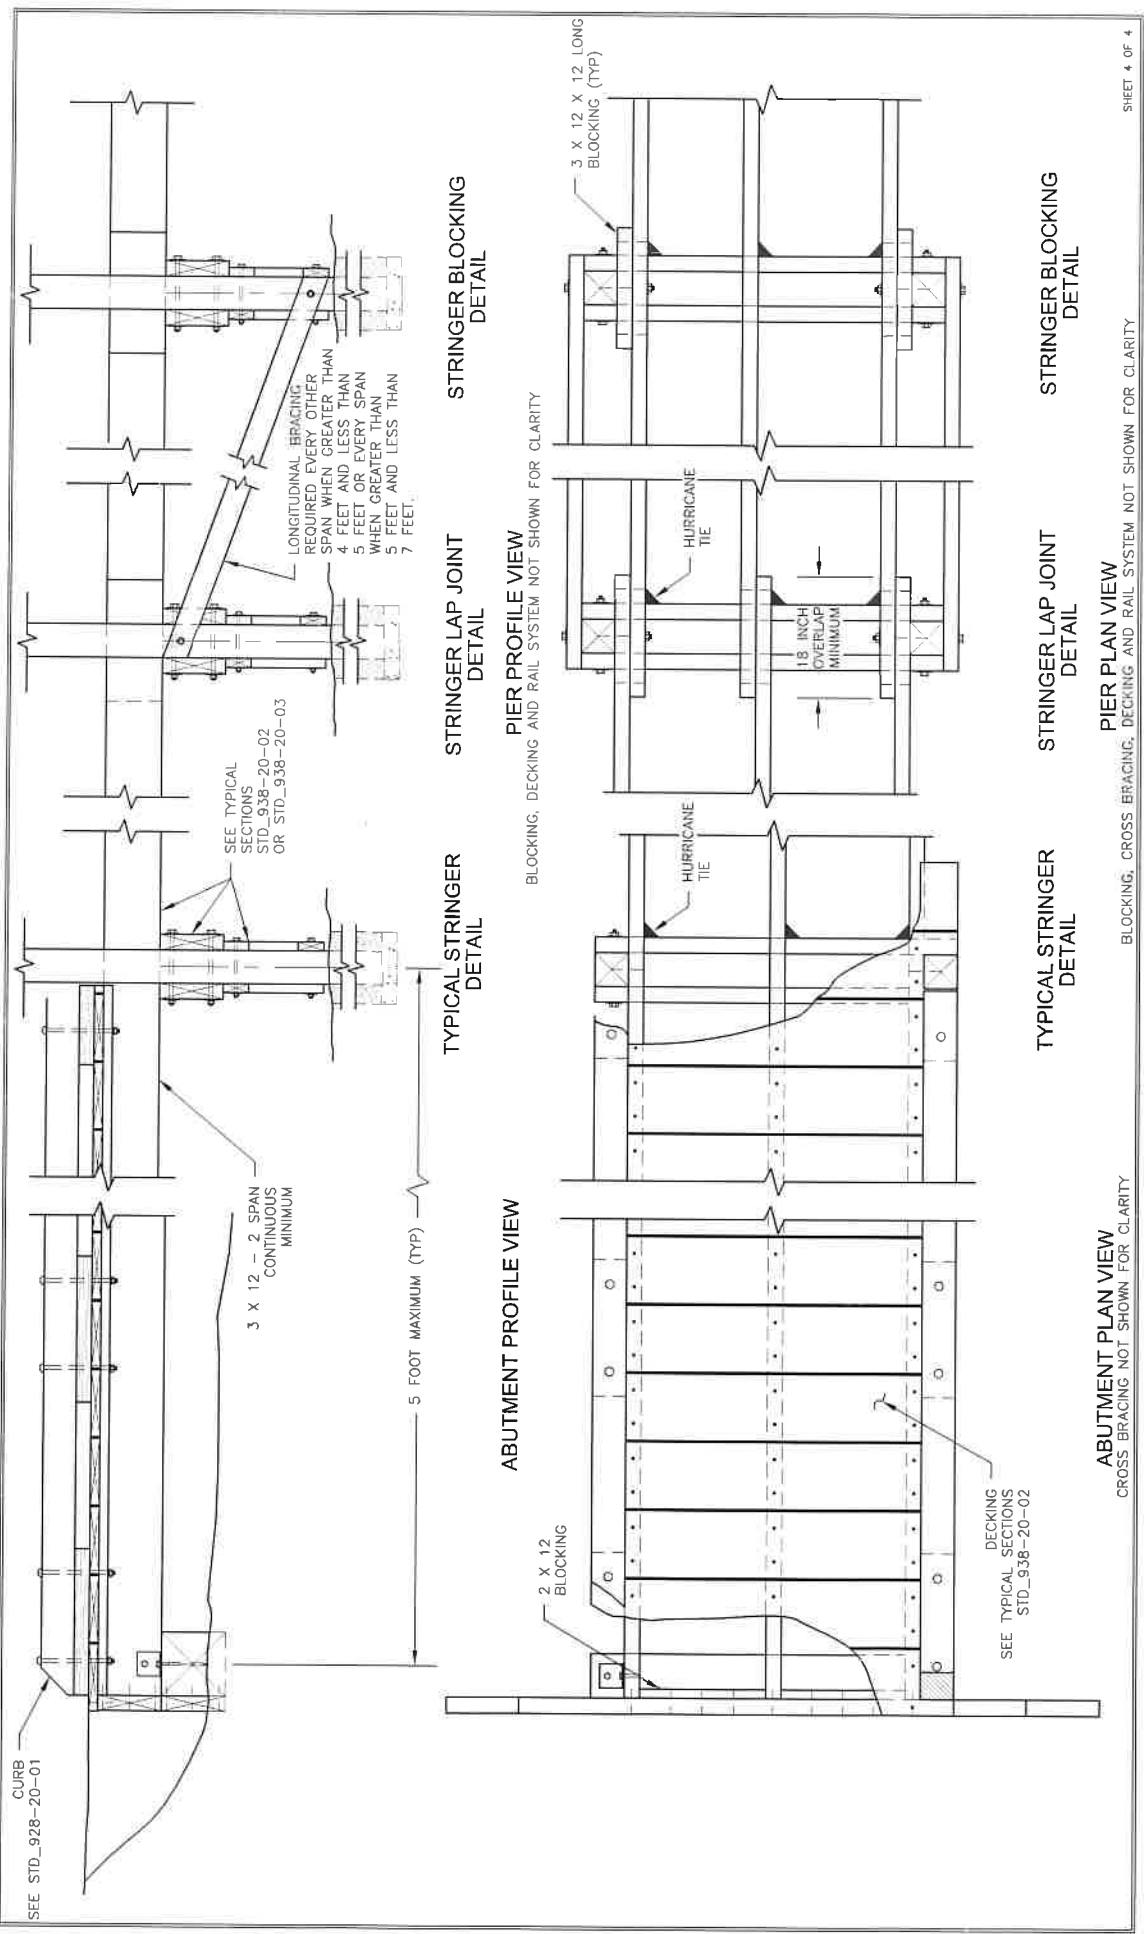 CURB
SEE STD_928-20-01
3 X 12 - 2 SPAN
CONTINUOUS
MINIMUM
5 FOOT MAXIMUM (TYP)
SEE TYPICAL
SECTIONS
STD_938-20-02
OR STD_938-20-03
LONGITUDINAL BRACING
REQUIRED EVERY OTHER
SPAN WHEN GREATER THAN
4 FEET AND LESS THAN
5 FEET OR EVERY SPAN
WHEN GREATER THAN
5 FEET AND LESS THAN
7 FEET.
TYPICAL STRINGER
DETAIL
STRINGER LAP JOINT
DETAIL
STRINGER BLOCKING
DETAIL
ABUTMENT PROFILE VIEW
PIER PROFILE VIEW
BLOCKING, DECKING AND RAIL SYSTEM NOT SHOWN FOR CLARITY
2 X 12
BLOCKING
HURRICANE
TIE
HURRICANE
TIE
3 X 12 X 12 LONG
BLOCKING (TYP)
18 INCH
OVERLAP
MINIMUM
DECKING
SEE TYPICAL SECTIONS
STD_938-20-02
TYPICAL STRINGER
DETAIL
STRINGER LAP JOINT
DETAIL
STRINGER BLOCKING
DETAIL
ABUTMENT PLAN VIEW
CROSS BRACING NOT SHOWN FOR CLARITY
PIER PLAN VIEW
BLOCKING, CROSS BRACING, DECKING AND RAIL SYSTEM NOT SHOWN FOR CLARITY
SHEET 4 OF 4